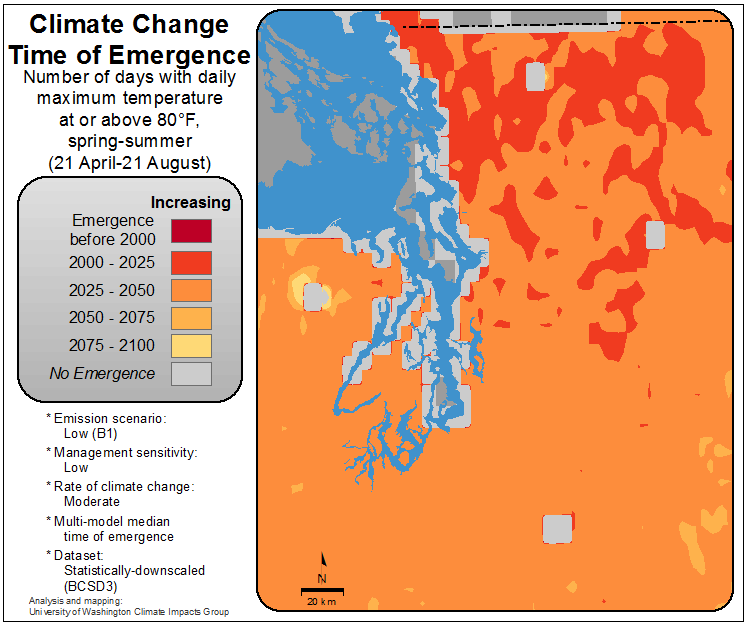 Climate Change
Time of Emergence
Number of days with daily
maximum temperature
at or above 80°F,
spring-summer
(21 April-21 August)
Increasing
Emergence
before 2000
2000 - 2025
2025 - 2050
2050 - 2075
2075 - 2100
No Emergence
* Emission scenario:
Low (B1)
* Management sensitivity:
Low
* Rate of climate change:
Moderate
* Multi-model median
time of emergence
* Dataset:
Statistically-downscaled
(BCSD3)
Analysis and mapping:
University of Washington Climate Impacts Group
N
20 km